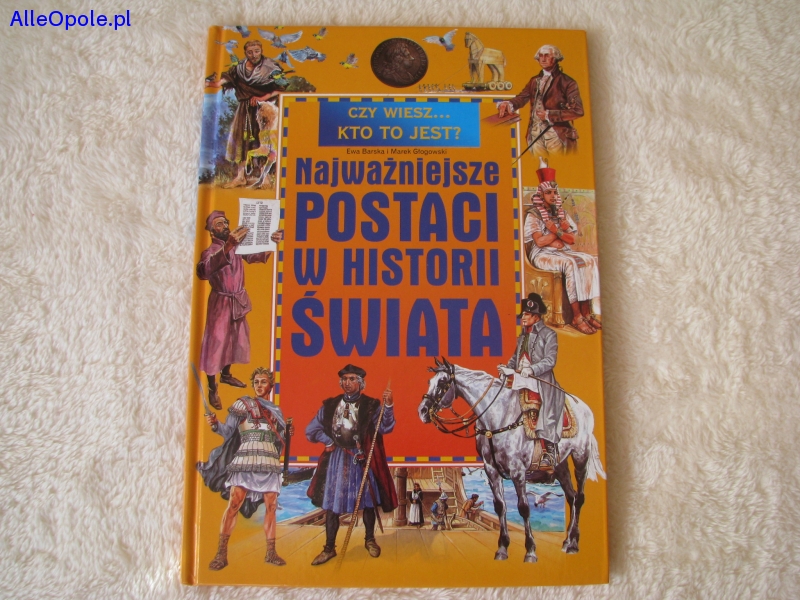 AlleOpole.pl
CZY WIESZ...
KTO TO JEST?
Ewa Barska i Marek Głogowski
Najważniejsze
POSTACI
W HISTORII
ŚWIATA